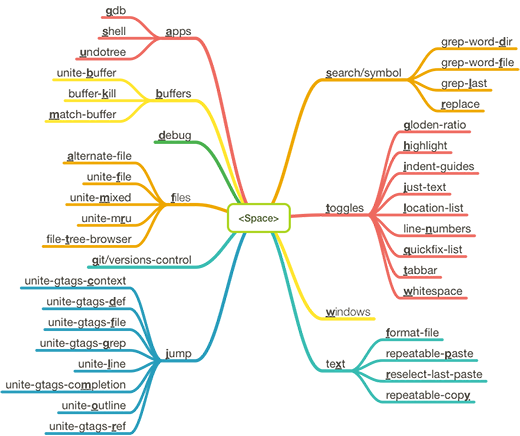 gdb
shell
undotree
apps
unite-buffer
buffer-kill
match-buffer
buffers
debug
alternate-file
unite-file
unite-mixed
unite-mru
file-tree-browser
files
git/versions-control
unite-gtags-context
unite-gtags-def
unite-gtags-file
unite-gtags-grep
unite-line
unite-gtags-completion
unite-outline
unite-gtags-ref
jump
<Space>
search/symbol
grep-word-dir
grep-word-file
grep-last
replace
toggles
gloden-ratio
highlight
indent-guides
just-text
location-list
line-numbers
quickfix-list
tabbar
whitespace
windows
text
format-file
repeatable-paste
reselect-last-paste
repeatable-copy